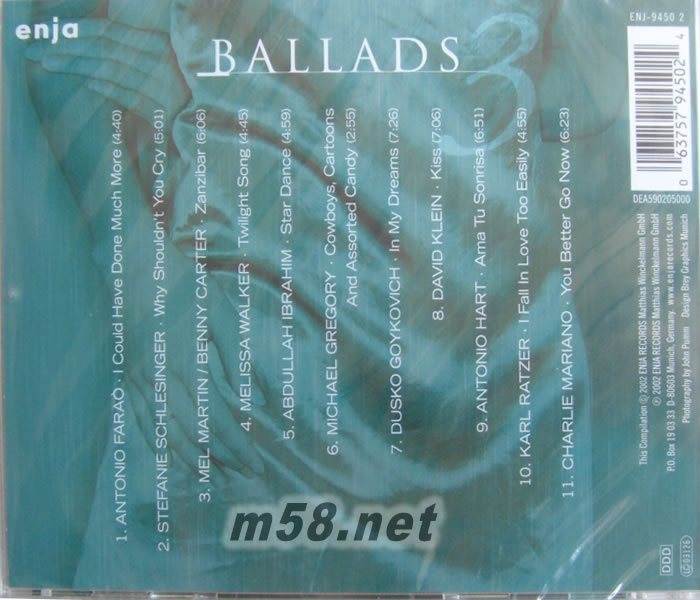 enja
BALLADS
3
ENJ-9450 2
0 63757 94502 4
DEA590205000
1. ANTONIO FARAÒ · I Could Have Done Much More (4:40)
2. STEFANIE SCHLESINGER · Why Shouldn't You Cry (5:01)
3. MEL MARTIN / BENNY CARTER · Zanzibar (6:06)
4. MELISSA WALKER · Twilight Song (4:45)
5. ABDULLAH IBRAHIM · Star Dance (4:59)
6. MICHAEL GREGORY · Cowboys, Cartoons
And Assorted Candy (2:55)
7. DUSKO GOYKOVICH · In My Dreams (7:26)
8. DAVID KLEIN · Kiss (7:06)
9. ANTONIO HART · Ama Tu Sonrisa (6:51)
10. KARL RATZER · I Fall In Love Too Easily (4:55)
11. CHARLIE MARIANO · You Better Go Now (6:23)
This Compilation © 2002 ENJA RECORDS Matthias Winckelmann GmbH
℗ 2002 ENJA RECORDS Matthias Winckelmann GmbH
P.O. Box 19 03 33 D-80603 Munich, Germany. www.enjarecords.com
Photography by John Pumm Design Brey Graphics Munich
DDD
LC 03126
m58.net